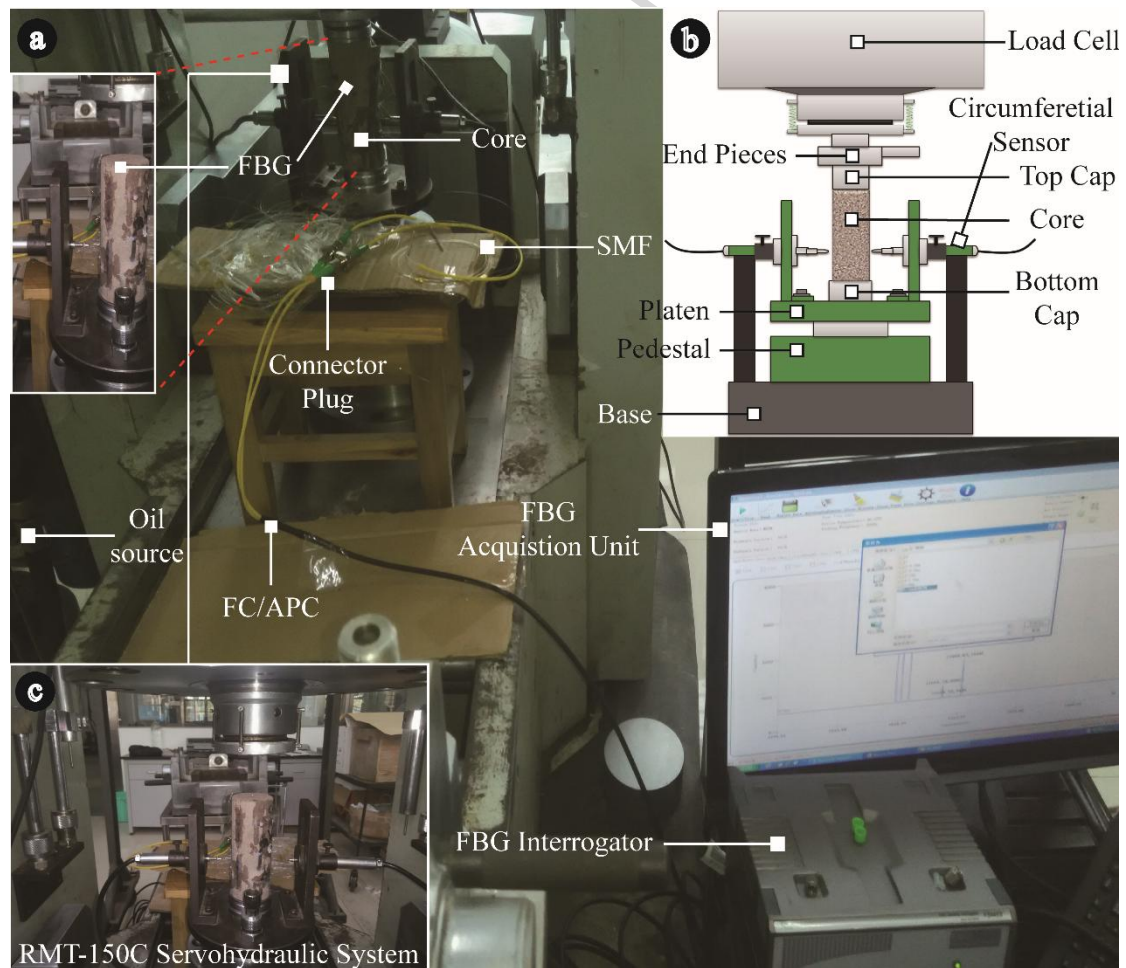 a
b
Load Cell
Circumferetial
Sensor
End Pieces
Top Cap
FBG
Core
Core
SMF
Bottom
Cap
Platen
Pedestal
Connector
Plug
Base
Oil
source
FBG
Acquistion Unit
FC/APC
c
FBG Interrogator
RMT-150C Servohydraulic System